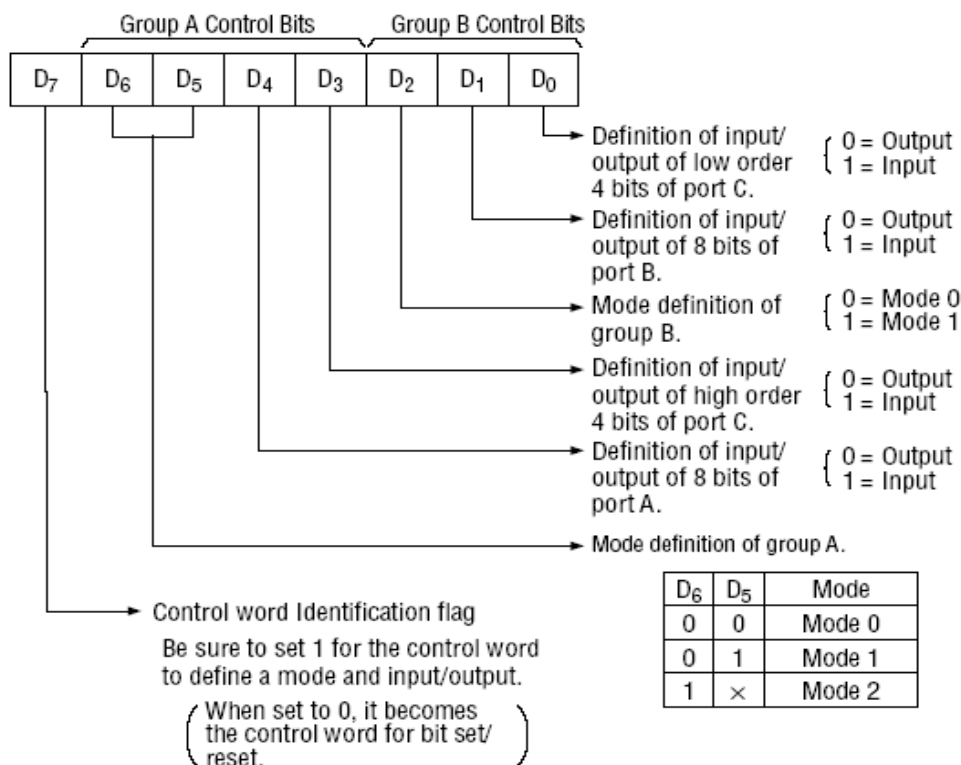 Group A Control Bits Group B Control Bits
D₇ D₆ D₅ D₄ D₃ D₂ D₁ D₀
Definition of input/
output of low order
4 bits of port C.
0 = Output
1 = Input
Definition of input/
output of 8 bits of
port B.
0 = Output
1 = Input
Mode definition of
group B.
0 = Mode 0
1 = Mode 1
Definition of input/
output of high order
4 bits of port C.
0 = Output
1 = Input
Definition of input/
output of 8 bits of
port A.
0 = Output
1 = Input
Mode definition of group A.
D₆ D₅ Mode
0 0 Mode 0
0 1 Mode 1
1 × Mode 2
Control word Identification flag
Be sure to set 1 for the control word
to define a mode and input/output.
(When set to 0, it becomes
the control word for bit set/
reset.)